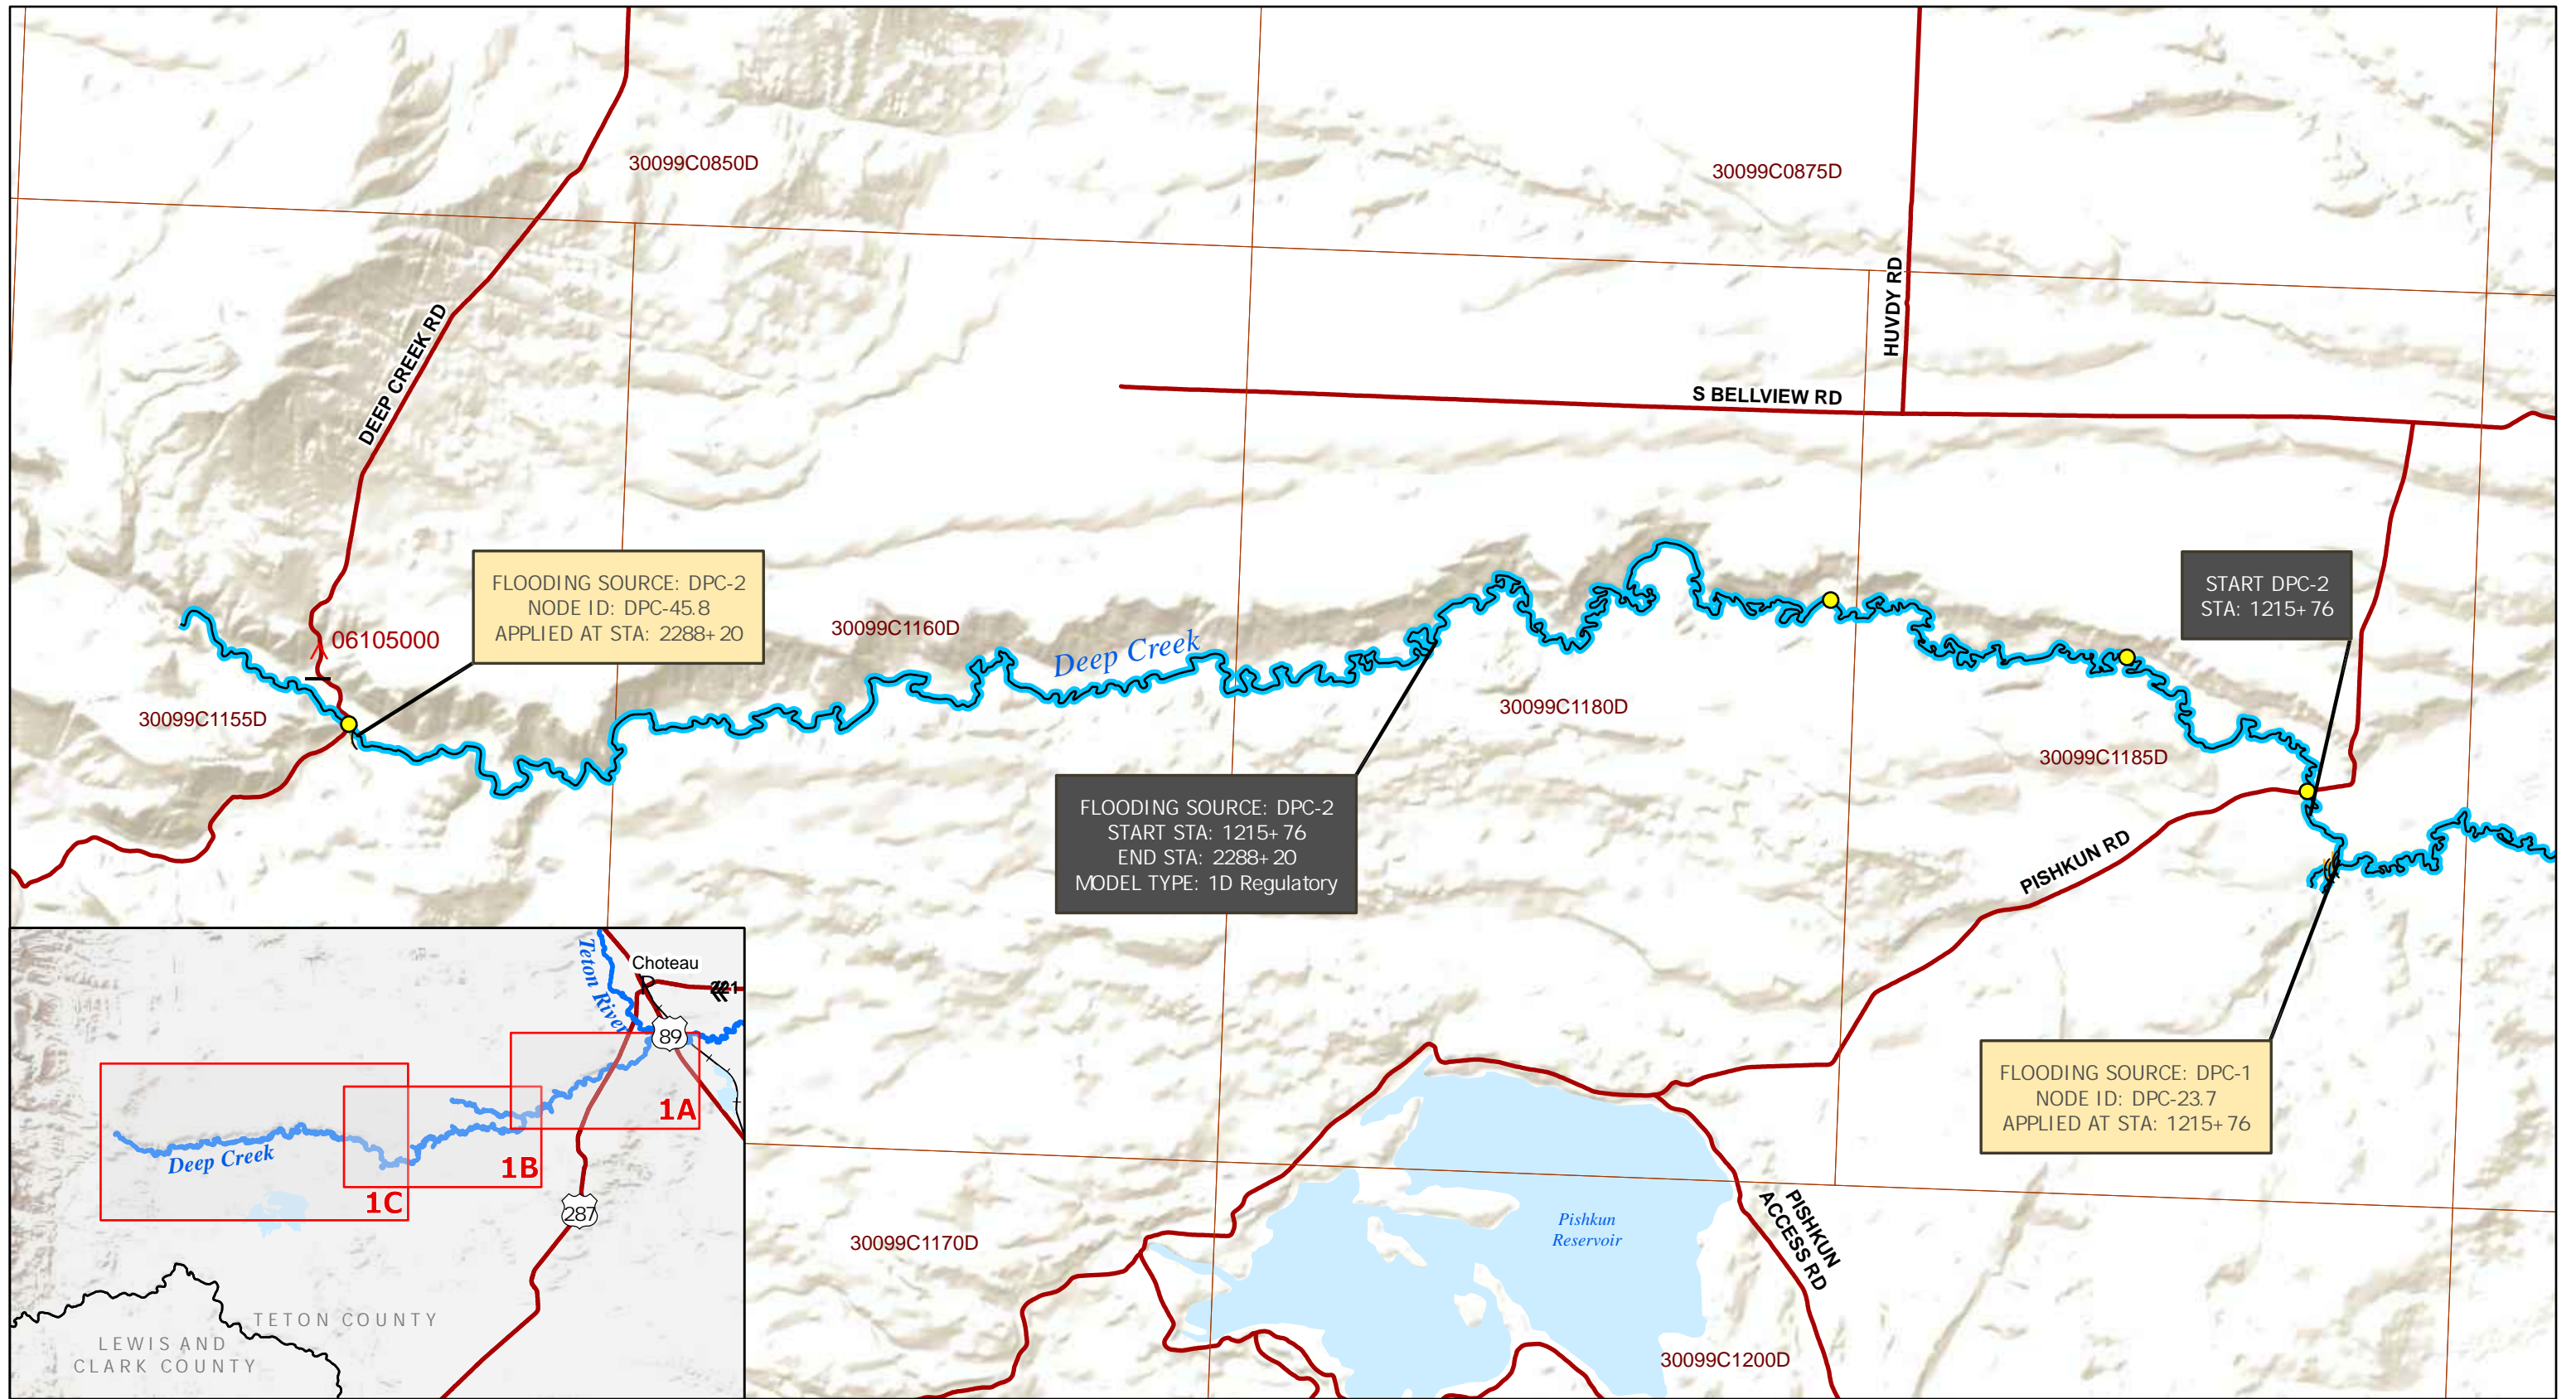 30099C0850D
30099C0875D
DEEP CREEK RD
HUVDY RD
S BELLVIEW RD
FLOODING SOURCE: DPC-2
NODE ID: DPC-45.8
APPLIED AT STA: 2288+20
START DPC-2
STA: 1215+76
06105000
30099C1160D
Deep Creek
30099C1155D
30099C1180D
30099C1185D
FLOODING SOURCE: DPC-2
START STA: 1215+76
END STA: 2288+20
MODEL TYPE: 1D Regulatory
PISHKUN RD
FLOODING SOURCE: DPC-1
NODE ID: DPC-23.7
APPLIED AT STA: 1215+76
30099C1170D
Pishkun
Reservoir
PISHKUN
ACCESS RD
30099C1200D
Teton River
Choteau
89
1A
1B
1C
Deep Creek
287
TETON COUNTY
LEWIS AND
CLARK COUNTY